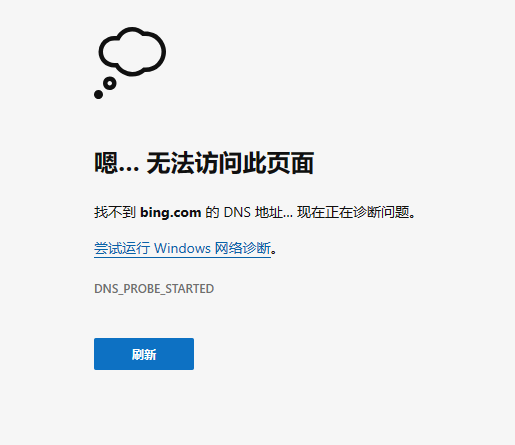 嗯… 无法访问此页面
找不到 bing.com 的 DNS 地址… 现在正在诊断问题。
尝试运行 Windows 网络诊断。
DNS_PROBE_STARTED
刷新